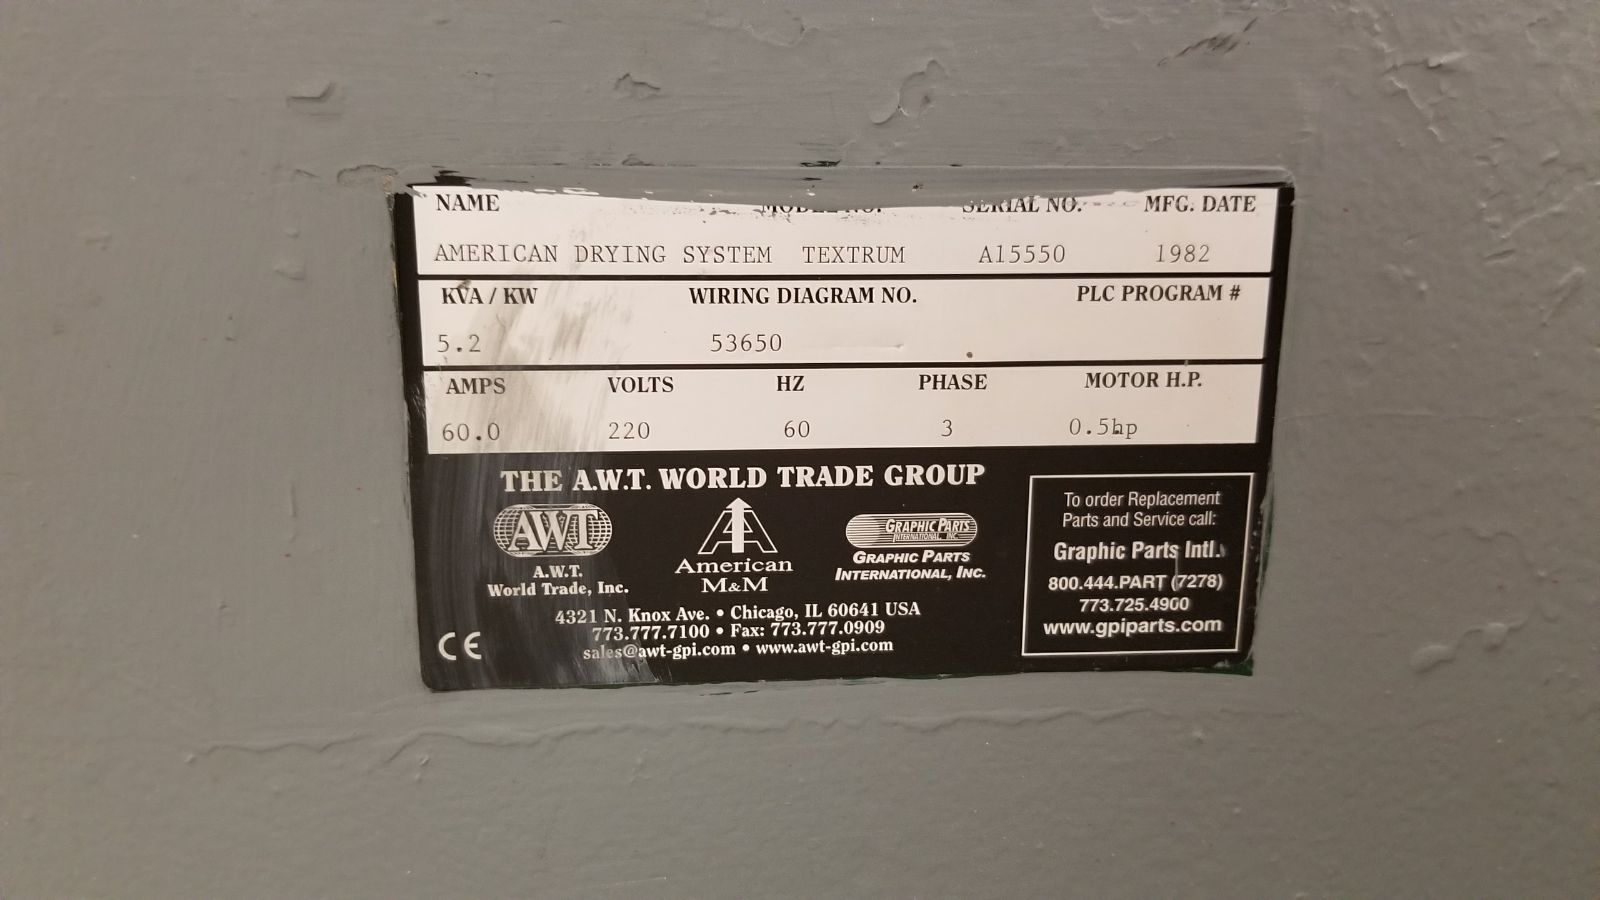 NAME MODEL NO. SERIAL NO. MFG. DATE
AMERICAN DRYING SYSTEM TEXTRUM A15550 1982
KVA / KW WIRING DIAGRAM NO. PLC PROGRAM #
5.2 53650
AMPS VOLTS HZ PHASE MOTOR H.P.
60.0 220 60 3 0.5hp
THE A.W.T. WORLD TRADE GROUP
AWT
A.W.T.
World Trade, Inc.
American
M&M
GRAPHIC PARTS
INTERNATIONAL, INC.
GRAPHIC PARTS
INTERNATIONAL, INC.
4321 N. Knox Ave. • Chicago, IL 60641 USA
773.777.7100 • Fax: 773.777.0909
sales@awt-gpi.com • www.awt-gpi.com
CE
To order Replacement
Parts and Service call:
Graphic Parts Intl.
800.444.PART (7278)
773.725.4900
www.gpiparts.com